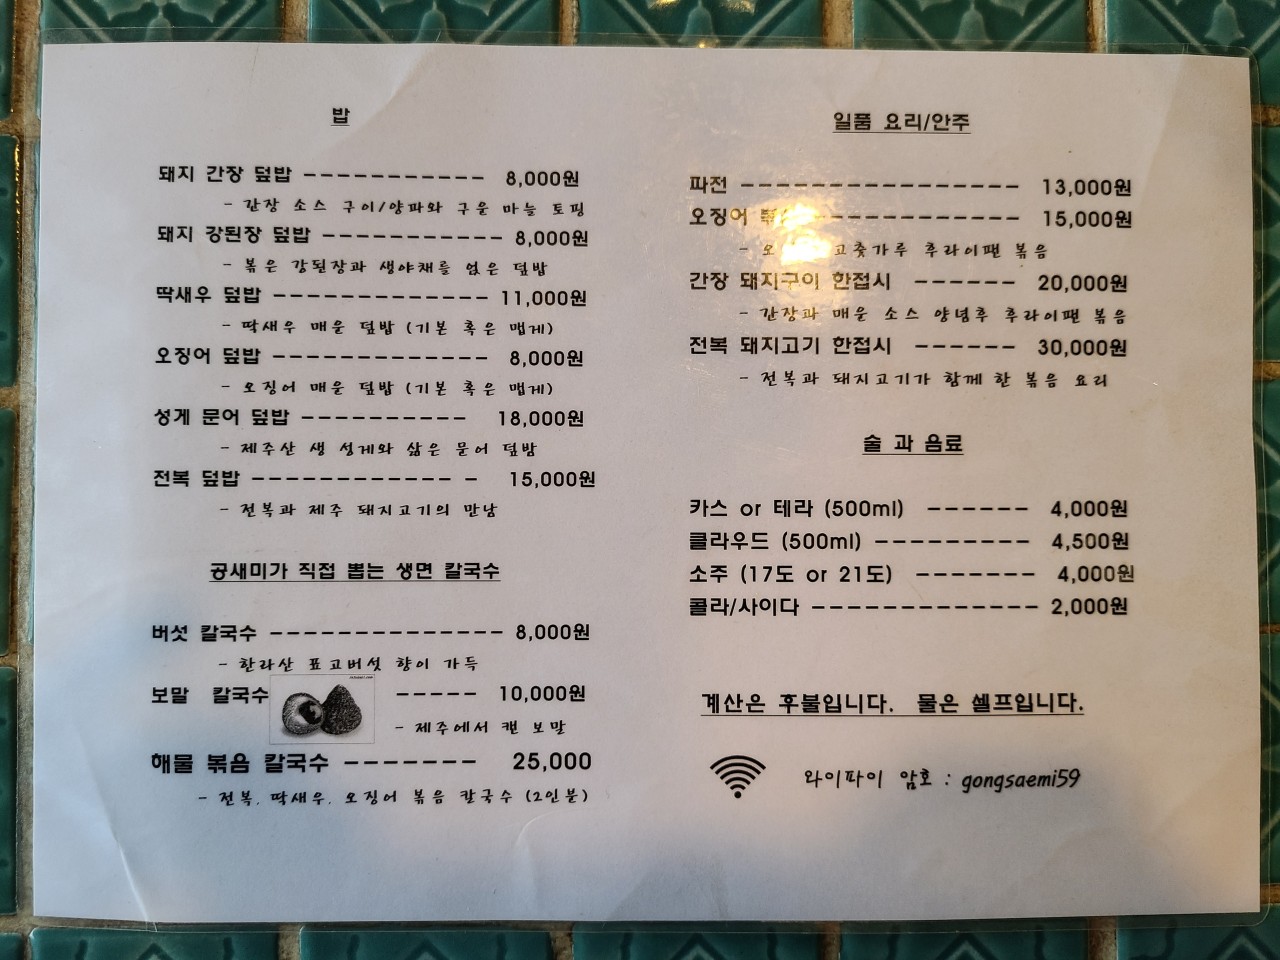 밥
돼지 간장 덮밥 ----------- 8,000원
- 간장 소스 구이/양파와 구운 마늘 토핑
돼지 강된장 덮밥 ----------- 8,000원
- 볶은 강된장과 생야채를 얹은 덮밥
딱새우 덮밥 ------------- 11,000원
- 딱새우 매운 덮밥 (기본 혹은 맵게)
오징어 덮밥 ------------- 8,000원
- 오징어 매운 덮밥 (기본 혹은 맵게)
성게 문어 덮밥 ---------- 18,000원
- 제주산 생 성게와 삶은 문어 덮밥
전복 덮밥 ------------ - 15,000원
- 전복과 제주 돼지고기의 만남
공새미가 직접 뽑는 생면 칼국수
버섯 칼국수 -------------- 8,000원
- 한라산 표고버섯 향이 가득
보말 칼국수 ----- 10,000원
- 제주에서 캔 보말
해물 볶음 칼국수 ------- 25,000
- 전복, 딱새우, 오징어 볶음 칼국수 (2인분)
일품 요리/안주
파전 ----------------- 13,000원
오징어 ------------- 15,000원
- 고춧가루 후라이팬 볶음
간장 돼지구이 한접시 ------ 20,000원
- 간장과 매운 소스 양념후 후라이팬 볶음
전복 돼지고기 한접시 ------ 30,000원
- 전복과 돼지고기가 함께 한 볶음 요리
술 과 음료
카스 or 테라 (500ml) ------ 4,000원
클라우드 (500ml) --------- 4,500원
소주 (17도 or 21도) ------- 4,000원
콜라/사이다 -------------- 2,000원
계산은 후불입니다. 물은 셀프입니다.
와이파이 암호 : gongsaemi59